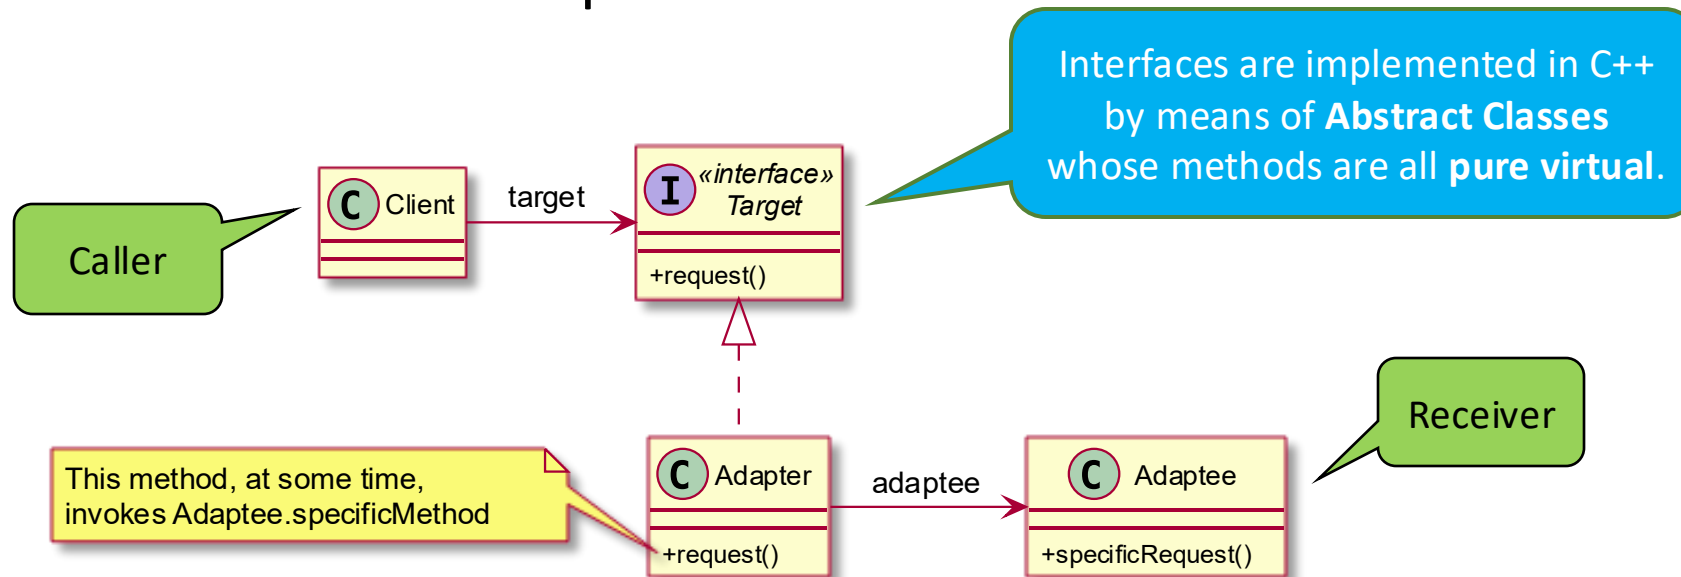 Interfaces are implemented in C++
by means of Abstract Classes
whose methods are all pure virtual.
C Client
target
I «interface»
Target
+request()
Caller
Receiver
This method, at some time,
invokes Adaptee.specificMethod
C Adapter
+request()
adaptee
C Adaptee
+specificRequest()